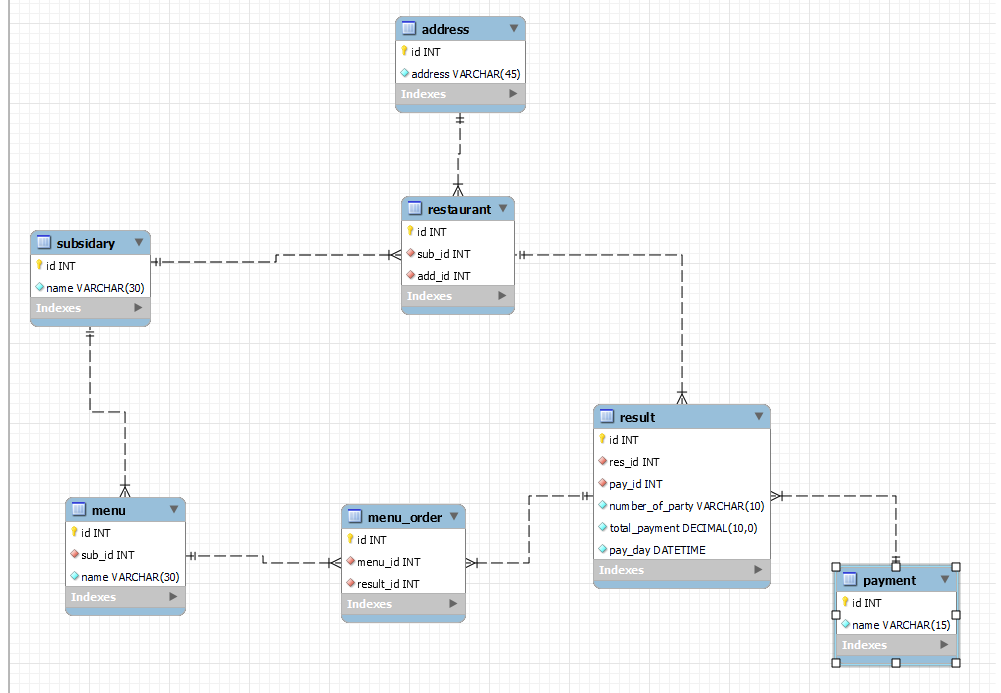 address
id INT
address VARCHAR(45)
Indexes
restaurant
id INT
sub_id INT
add_id INT
Indexes
subsidary
id INT
name VARCHAR(30)
Indexes
result
id INT
res_id INT
pay_id INT
number_of_party VARCHAR(10)
total_payment DECIMAL(10,0)
pay_day DATETIME
Indexes
menu
id INT
sub_id INT
name VARCHAR(30)
Indexes
menu_order
id INT
menu_id INT
result_id INT
Indexes
payment
id INT
name VARCHAR(15)
Indexes